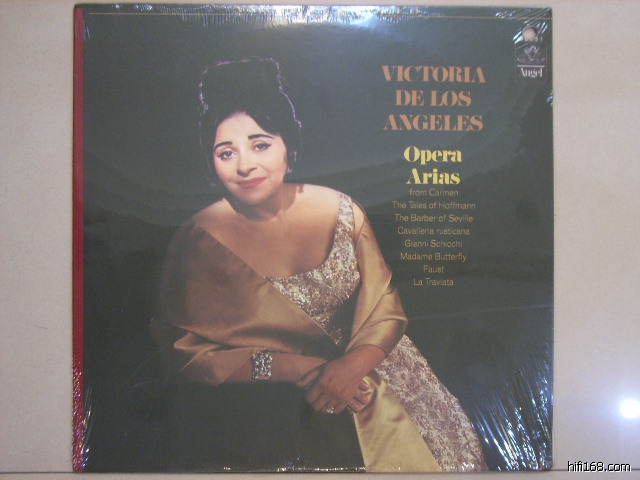 Angel
VICTORIA
DE LOS
ANGELES
Opera
Arias
from Carmen
The Tales of Hoffmann
The Barber of Seville
Cavalleria rusticana
Gianni Schicchi
Madame Butterfly
Faust
La Traviata
hifi168.com